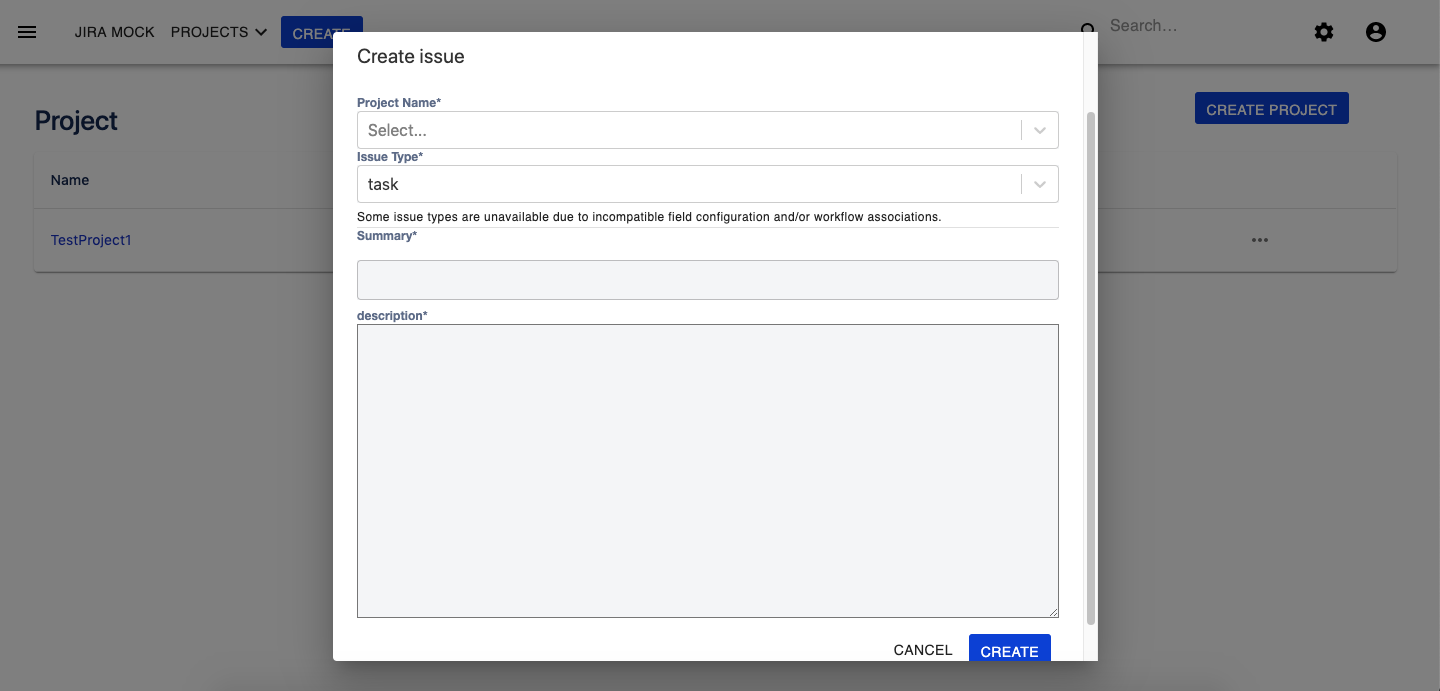 JIRA MOCK PROJECTS CREATE Search...
Create issue
Project CREATE PROJECT
Name
TestProject1
Project Name*
Select...
Issue Type*
task
Some issue types are unavailable due to incompatible field configuration and/or workflow associations.
Summary*
description*
CANCEL CREATE